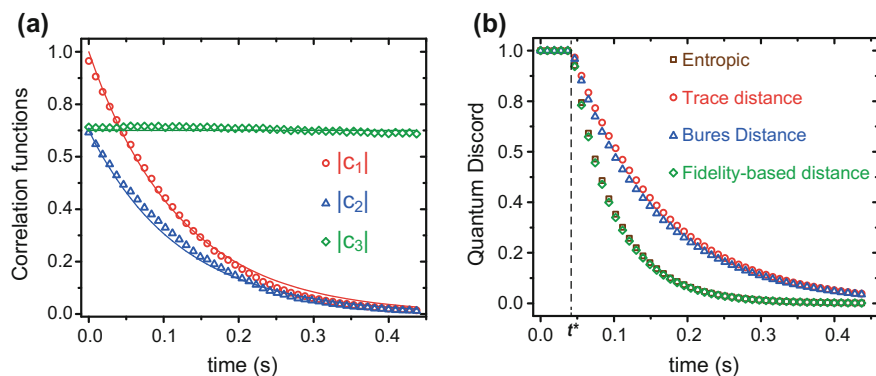 (a)
Correlation functions
1.0
0.8
0.6
0.4
0.2
0.0
|c1|
|c2|
|c3|
0.0 0.1 0.2 0.3 0.4
time (s)
(b)
Quantum Discord
1.0
0.8
0.6
0.4
0.2
0.0
Entropic
Trace distance
Bures Distance
Fidelity-based distance
0.0 t* 0.1 0.2 0.3 0.4
time (s)